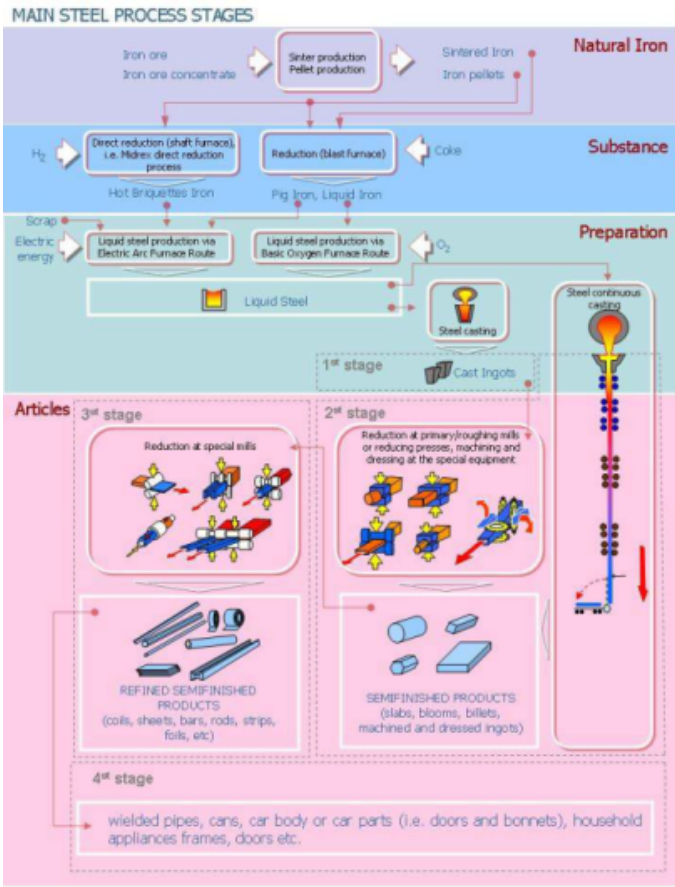 MAIN STEEL PROCESS STAGES
Natural Iron
Iron ore
Iron ore concentrate
Sinter production
Pellet production
Sintered Iron
Iron pellets
Substance
H2
Direct reduction (shaft furnace),
i.e. Midrex direct reduction
process
Reduction (blast furnace)
Coke
Hot Briquettes Iron
Pig Iron, Liquid Iron
Preparation
Scrap
Electric
energy
Liquid steel production via
Electric Arc Furnace Route
Liquid steel production via
Basic Oxygen Furnace Route
O2
Liquid Steel
Steel casting
Steel continuous
casting
1st stage
Cast Ingots
Articles
3st stage
Reduction at special mills
2st stage
Reduction at primary/roughing mills
or reducing presses, machining and
dressing at the special equipment
REFINED SEMIFINISHED
PRODUCTS
(coils, sheets, bars, rods, strips,
foils, etc)
SEMIFINISHED PRODUCTS
(slabs, blooms, billets,
machined and dressed ingots)
4st stage
wielded pipes, cans, car body or car parts (i.e. doors and bonnets), household
appliances frames, doors etc.